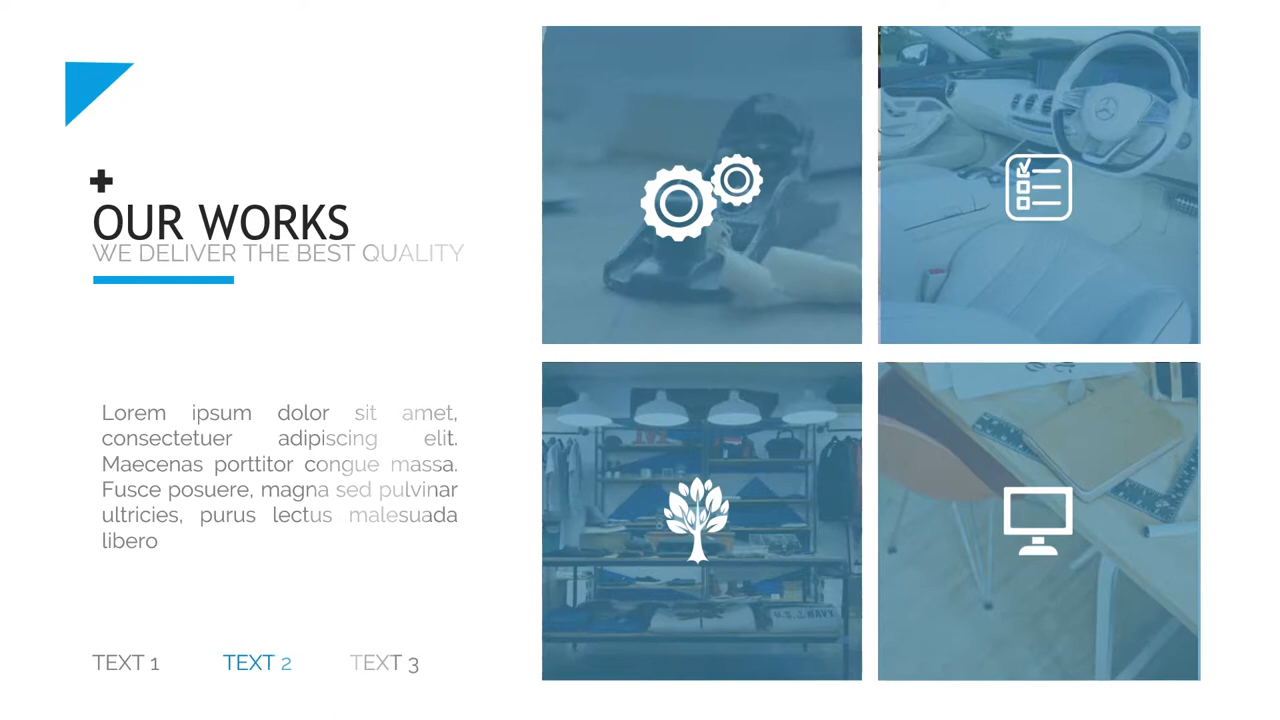 OUR WORKS
WE DELIVER THE BEST QUALITY
Lorem ipsum dolor sit amet,
consectetuer adipiscing elit.
Maecenas porttitor congue massa.
Fusce posuere, magna sed pulvinar
ultricies, purus lectus malesuada
libero
TEXT 1 TEXT 2 TEXT 3
U.S. NAVY